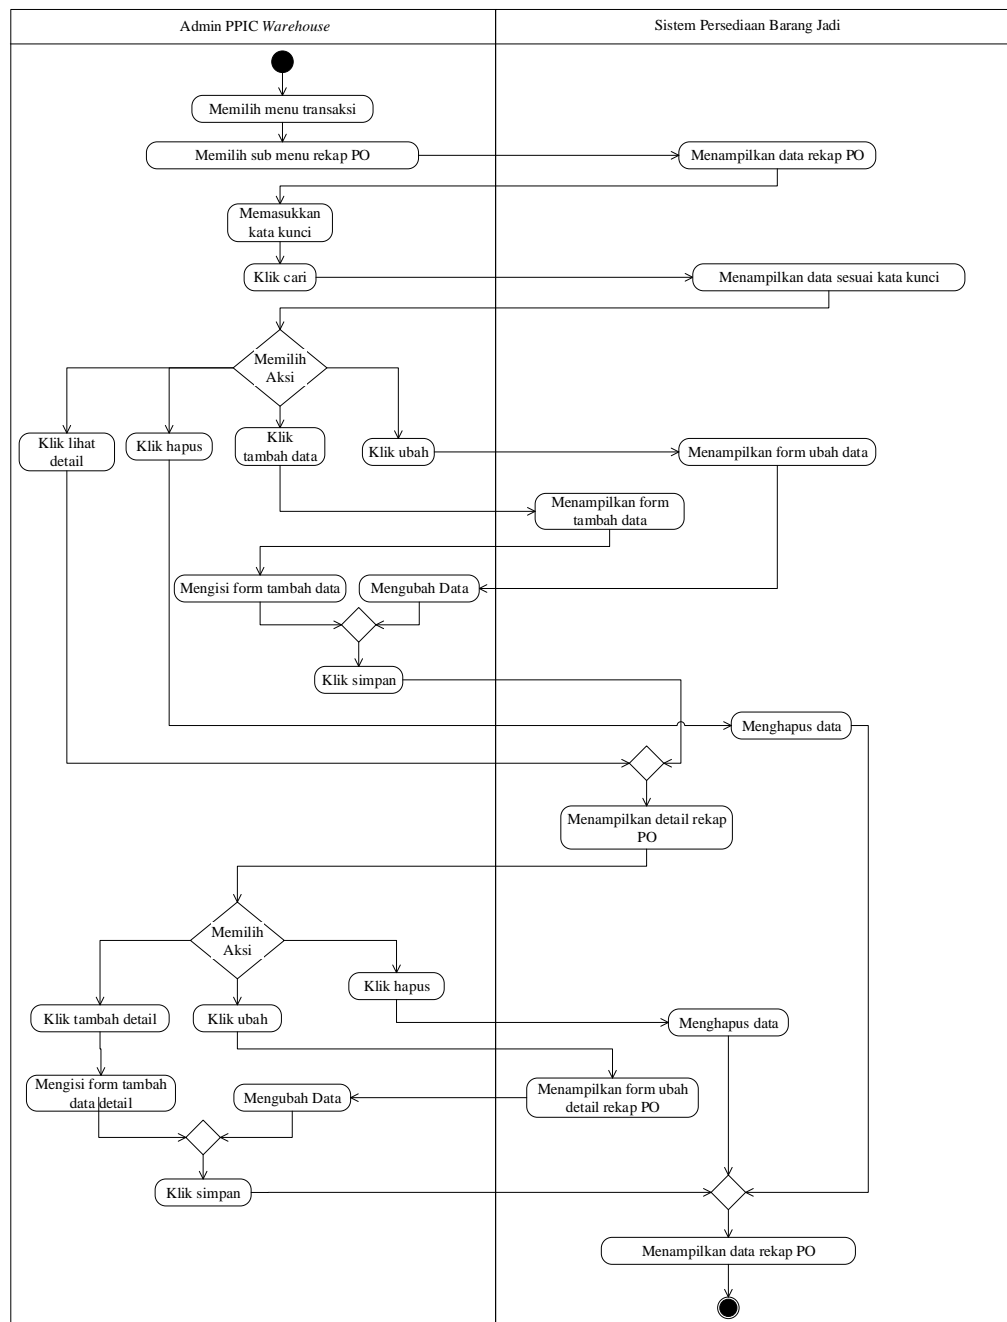 Admin PPIC Warehouse
Sistem Persediaan Barang Jadi
Memilih menu transaksi
Memilih sub menu rekap PO
Menampilkan data rekap PO
Memasukkan
kata kunci
Klik cari
Menampilkan data sesuai kata kunci
Memilih
Aksi
Klik lihat
detail
Klik hapus
Klik
tambah data
Klik ubah
Menampilkan form ubah data
Menampilkan form
tambah data
Mengisi form tambah data
Mengubah Data
Klik simpan
Menghapus data
Menampilkan detail rekap
PO
Memilih
Aksi
Klik hapus
Klik tambah detail
Klik ubah
Menghapus data
Mengisi form tambah
data detail
Mengubah Data
Menampilkan form ubah
detail rekap PO
Klik simpan
Menampilkan data rekap PO